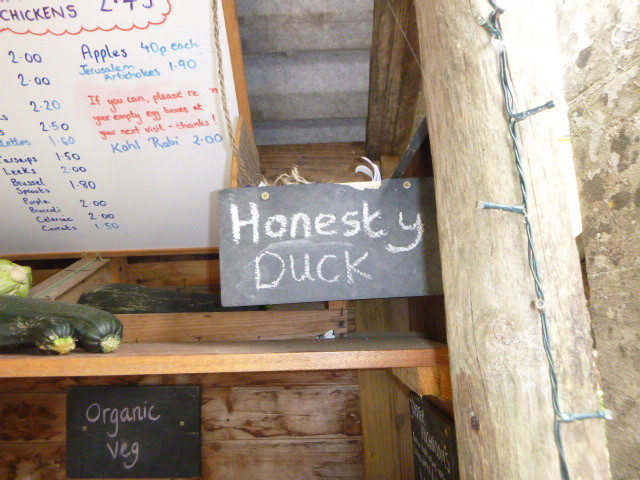 CHICKENS
2.00
Apples 40p each
2.00
Jerusalem
Artichokes 1.90
2.20
If you can, please re
your empty egg boxes at
your next visit - thanks!
2.50
1.60
Kohl Rabi 2.00
1.50
Leeks 2.00
Brussel
Sprouts 1.80
Purple
Broccoli 2.00
Celeriac 2.00
Carrots 1.50
Honesty
Duck
Organic
Veg